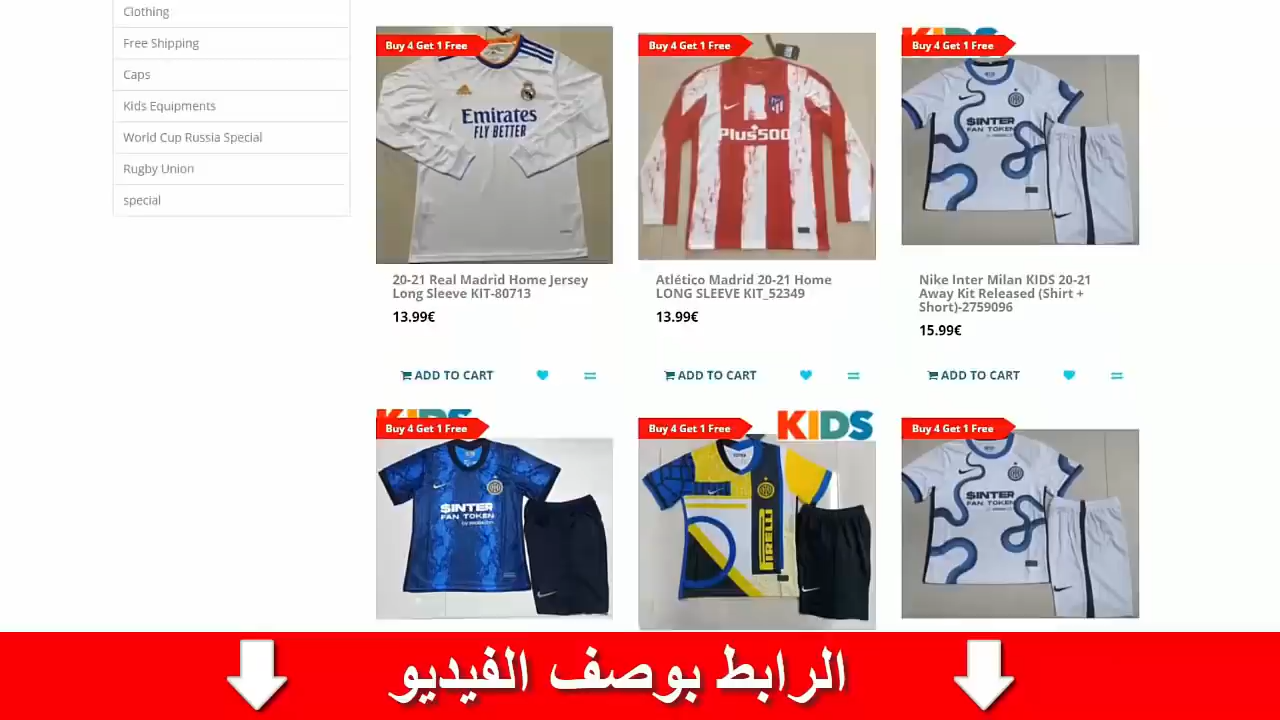 Clothing
Free Shipping
Caps
Kids Equipments
World Cup Russia Special
Rugby Union
special
Buy 4 Get 1 Free
Emirates
FLY BETTER
Buy 4 Get 1 Free
Plus500
KIDS
Buy 4 Get 1 Free
$INTER
FAN TOKEN
20-21 Real Madrid Home Jersey
Long Sleeve KIT-80713
13.99€
ADD TO CART
Atlético Madrid 20-21 Home
LONG SLEEVE KIT_52349
13.99€
ADD TO CART
Nike Inter Milan KIDS 20-21
Away Kit Released (Shirt +
Short)-2759096
15.99€
ADD TO CART
KIDS
Buy 4 Get 1 Free
$INTER
FAN TOKEN
Buy 4 Get 1 Free
KIDS
PIRELLI
Buy 4 Get 1 Free
$INTER
FAN TOKEN
الرابط بوصف الفيديو